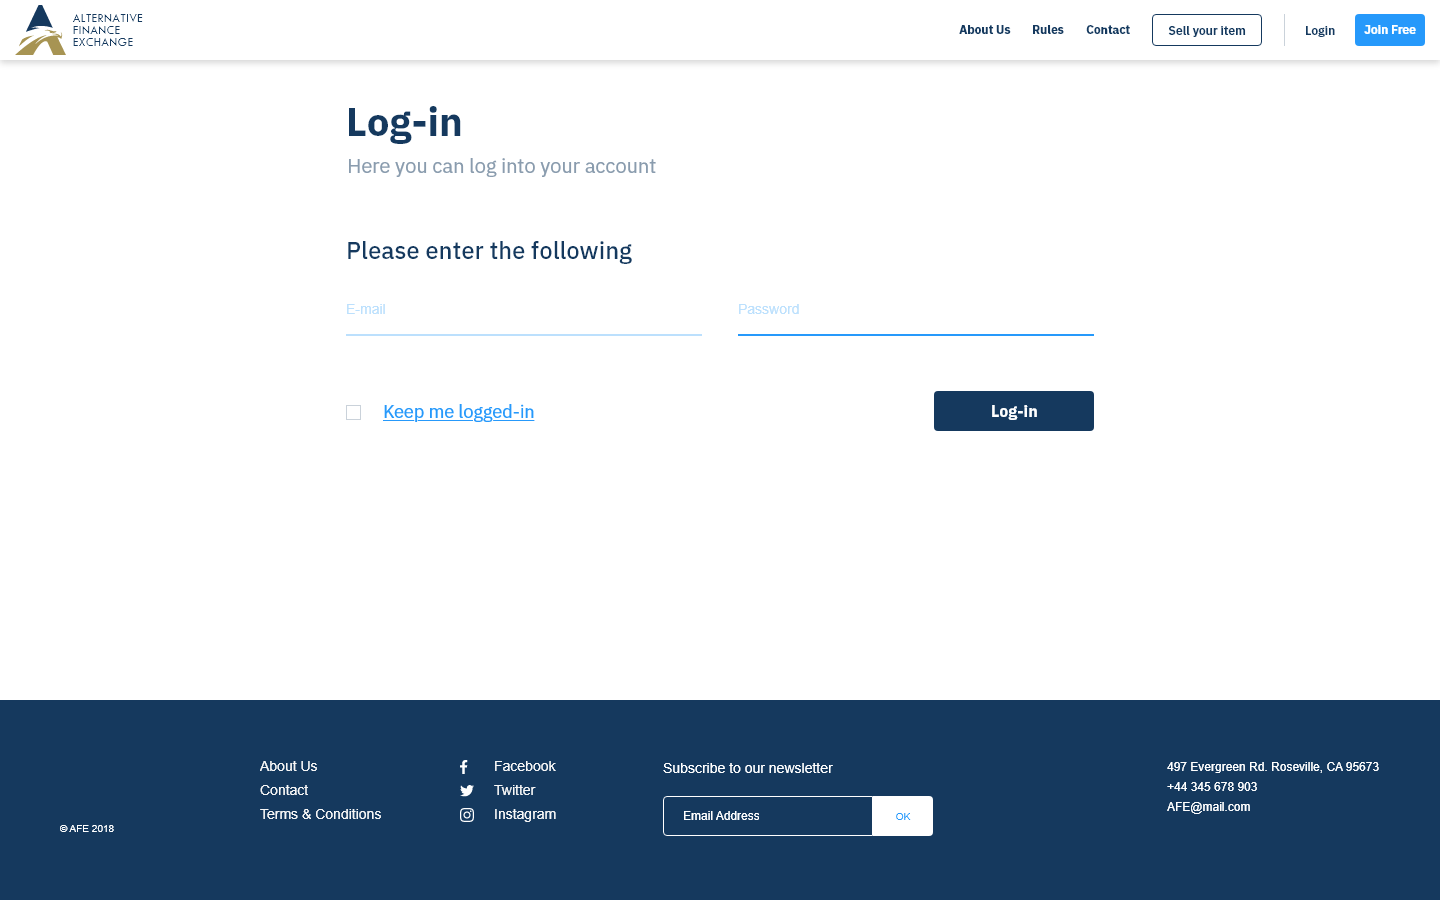 ALTERNATIVE
FINANCE
EXCHANGE
About Us
Rules
Contact
Sell your item
Login
Join Free
Log-in
Here you can log into your account
Please enter the following
E-mail
Password
Keep me logged-in
Log-in
About Us
Contact
Terms & Conditions
© AFE 2018
Facebook
Twitter
Instagram
Subscribe to our newsletter
Email Address
OK
497 Evergreen Rd. Roseville, CA 95673
+44 345 678 903
AFE@mail.com